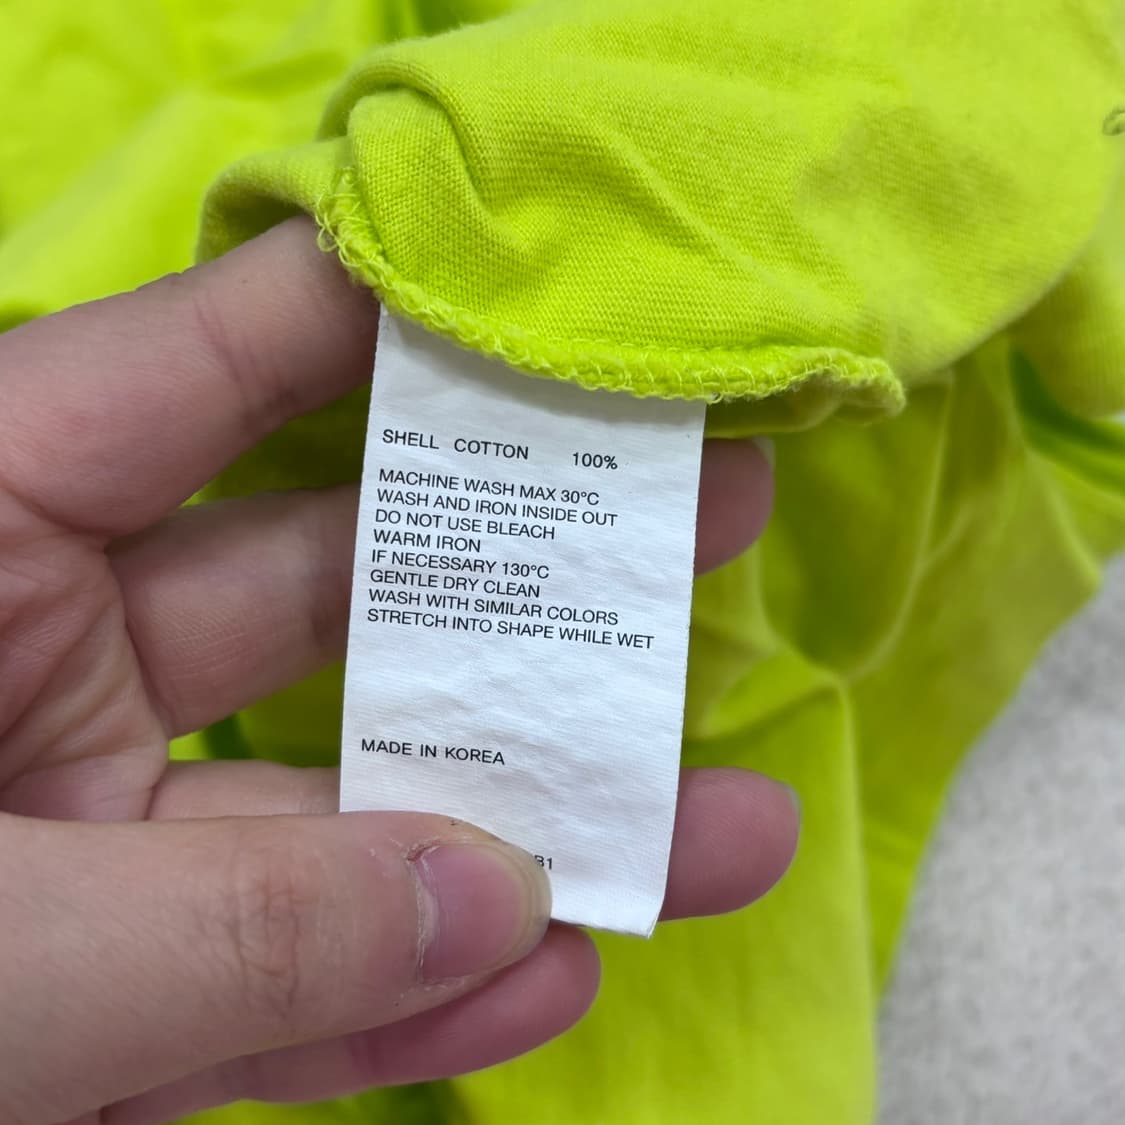 SHELL COTTON 100%
MACHINE WASH MAX 30°C
WASH AND IRON INSIDE OUT
DO NOT USE BLEACH
WARM IRON
IF NECESSARY 130°C
GENTLE DRY CLEAN
WASH WITH SIMILAR COLORS
STRETCH INTO SHAPE WHILE WET
MADE IN KOREA